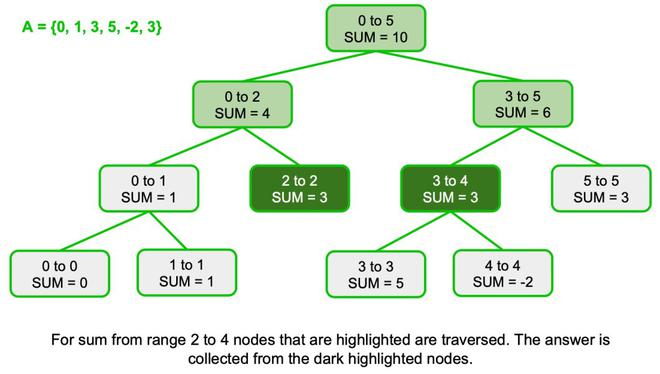 A = {0, 1, 3, 5, -2, 3}
0 to 5
SUM = 10
0 to 2
SUM = 4
3 to 5
SUM = 6
0 to 1
SUM = 1
2 to 2
SUM = 3
3 to 4
SUM = 3
5 to 5
SUM = 3
0 to 0
SUM = 0
1 to 1
SUM = 1
3 to 3
SUM = 5
4 to 4
SUM = -2
For sum from range 2 to 4 nodes that are highlighted are traversed. The answer is
collected from the dark highlighted nodes.